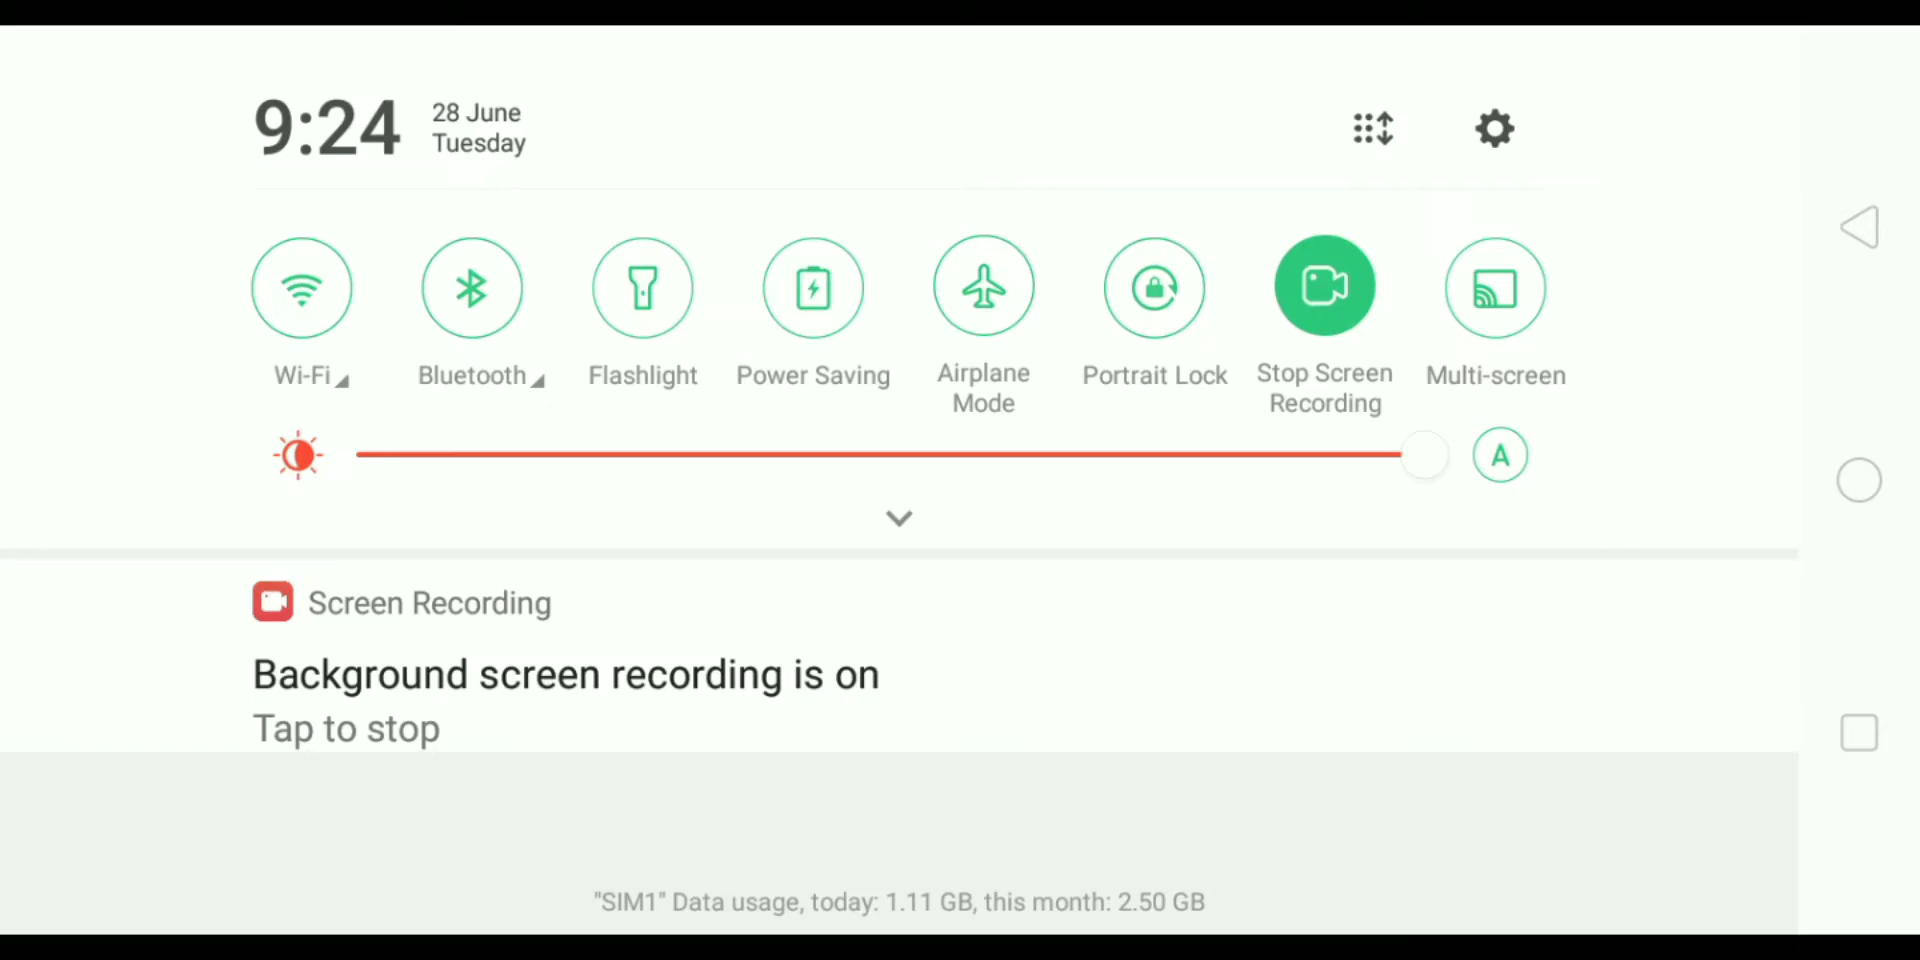 9:24
28 June
Tuesday
Wi-Fi
Bluetooth
Flashlight
Power Saving
Airplane
Mode
Portrait Lock
Stop Screen
Recording
Multi-screen
A
Screen Recording
Background screen recording is on
Tap to stop
"SIM1" Data usage, today: 1.11 GB, this month: 2.50 GB